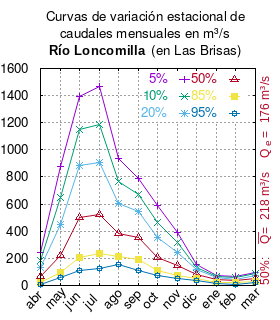 Curvas de variación estacional de
caudales mensuales en m³/s
Río Loncomilla (en Las Brisas)
1600
1400
1200
1000
800
600
400
200
0
5% 50%
10% 85%
20% 95%
abr may jun jul ago sep oct nov dic ene feb mar
50% Q= 218 m³/s Qe = 176 m³/s